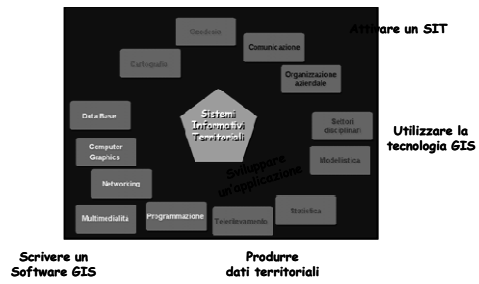 Geodesia
Attivare un SIT
Comunicazione
Cartografia
Organizzazione
aziendale
Data Base
Sistemi
Informativi
Territoriali
Settori
disciplinari
Utilizzare la
tecnologia GIS
Computer
Graphics
Modellistica
Sviluppare
un'applicazione
Networking
Multimedialità
Programmazione
Telerilevamento
Statistica
Scrivere un
Software GIS
Produrre
dati territoriali